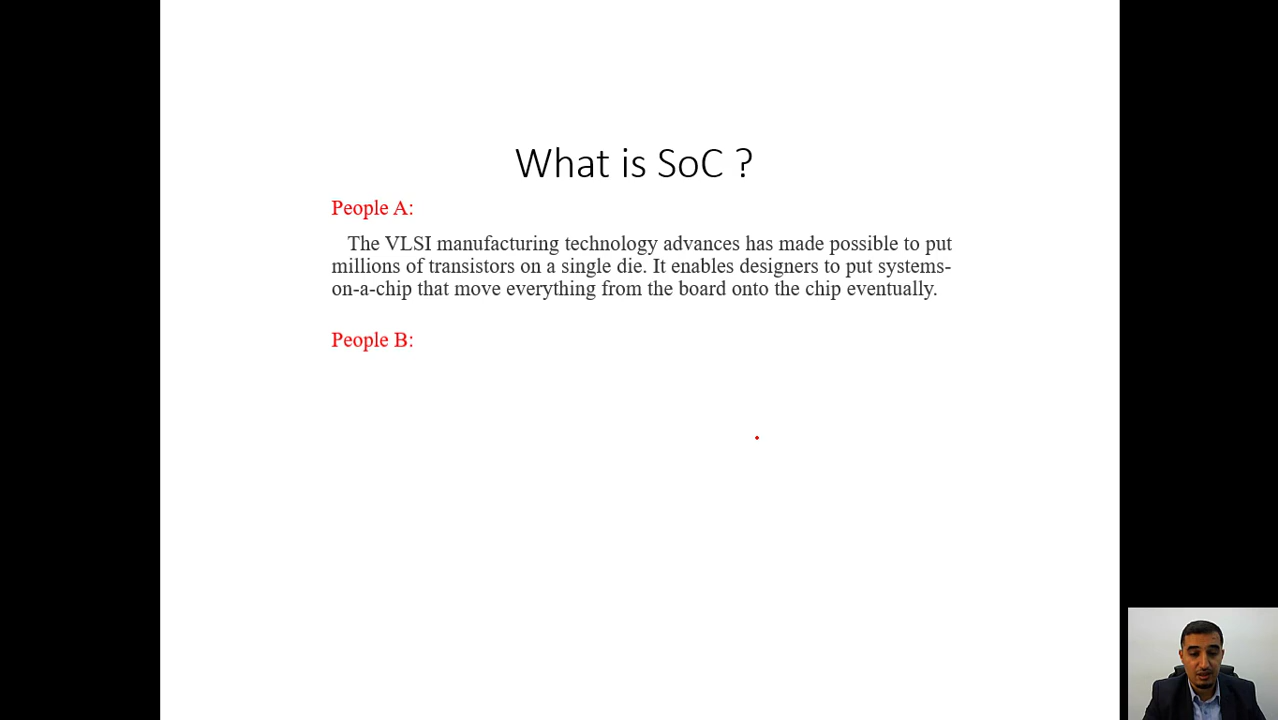 What is SoC ?
People A:
The VLSI manufacturing technology advances has made possible to put
millions of transistors on a single die. It enables designers to put systems-
on-a-chip that move everything from the board onto the chip eventually.
People B: